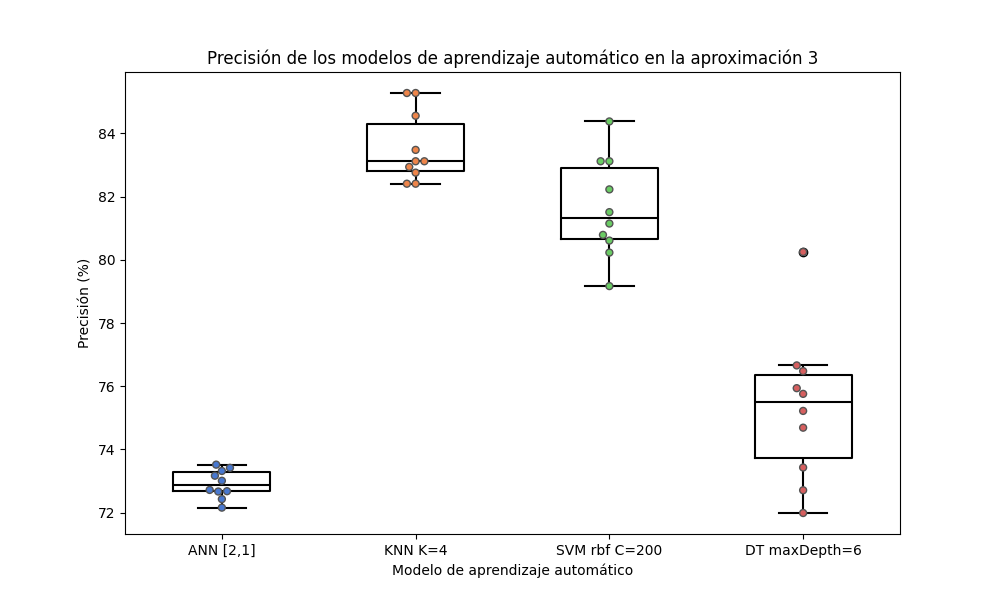 Precisión de los modelos de aprendizaje automático en la aproximación 3
Precisión (%)
84
82
80
78
76
74
72
ANN [2,1]
KNN K=4
SVM rbf C=200
DT maxDepth=6
Modelo de aprendizaje automático